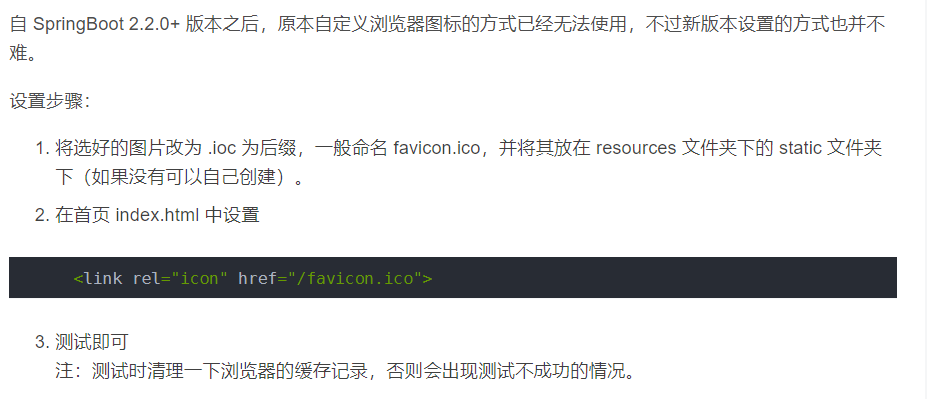 自 SpringBoot 2.2.0+ 版本之后，原本自定义浏览器图标的方式已经无法使用，不过新版本设置的方式也并不
难。
设置步骤：
1. 将选好的图片改为 .ioc 为后缀，一般命名 favicon.ico，并将其放在 resources 文件夹下的 static 文件夹
下（如果没有可以自己创建）。
2. 在首页 index.html 中设置
<link rel="icon" href="/favicon.ico">
3. 测试即可
注：测试时清理一下浏览器的缓存记录，否则会出现测试不成功的情况。